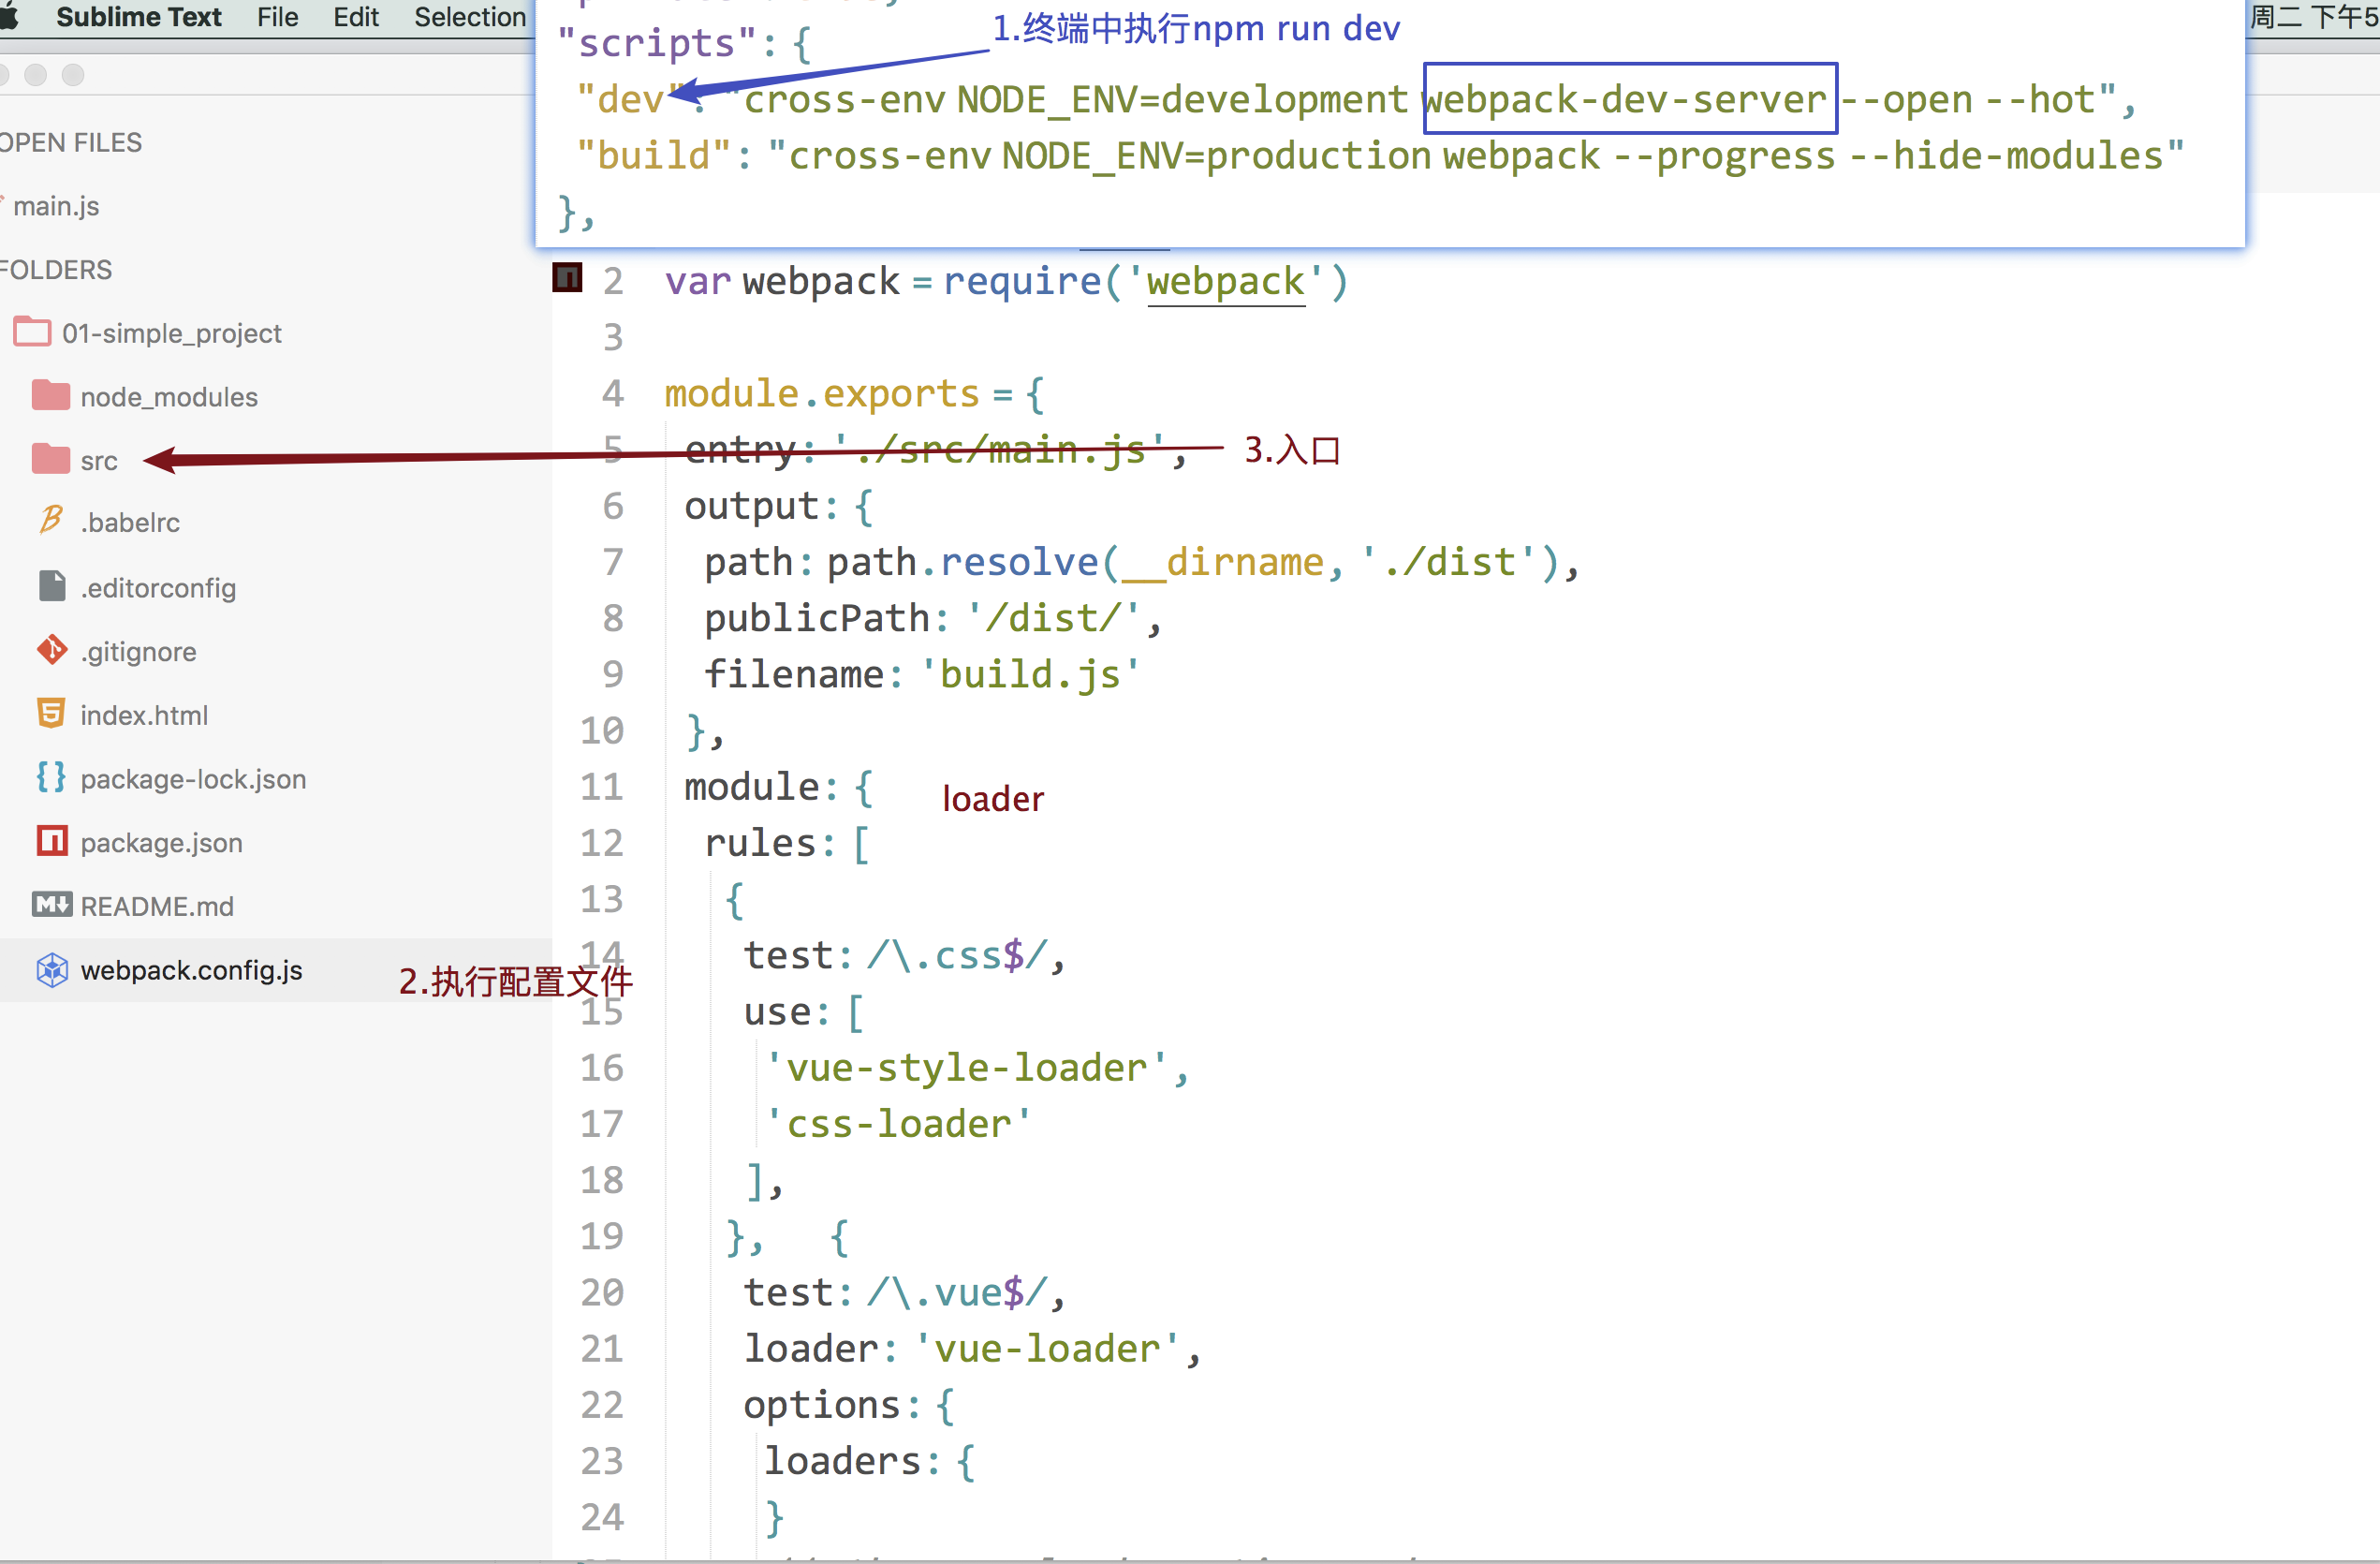 Sublime Text File Edit Selection
周二 下午5
1.终端中执行npm run dev
"scripts": {
"dev": "cross-env NODE_ENV=development webpack-dev-server --open --hot",
"build": "cross-env NODE_ENV=production webpack --progress --hide-modules"
},
OPEN FILES
main.js
FOLDERS
01-simple_project
node_modules
src
.babelrc
.editorconfig
.gitignore
index.html
package-lock.json
package.json
README.md
webpack.config.js
2.执行配置文件
2 var webpack = require('webpack')
3
4 module.exports = {
5 entry: './src/main.js',
3.入口
6 output: {
7 path: path.resolve(__dirname, './dist'),
8 publicPath: '/dist/',
9 filename: 'build.js'
10 },
11 module: {
loader
12 rules: [
13 {
14 test: /\.css$/,
15 use: [
16 'vue-style-loader',
17 'css-loader'
18 ],
19 }, {
20 test: /\.vue$/,
21 loader: 'vue-loader',
22 options: {
23 loaders: {
24 }